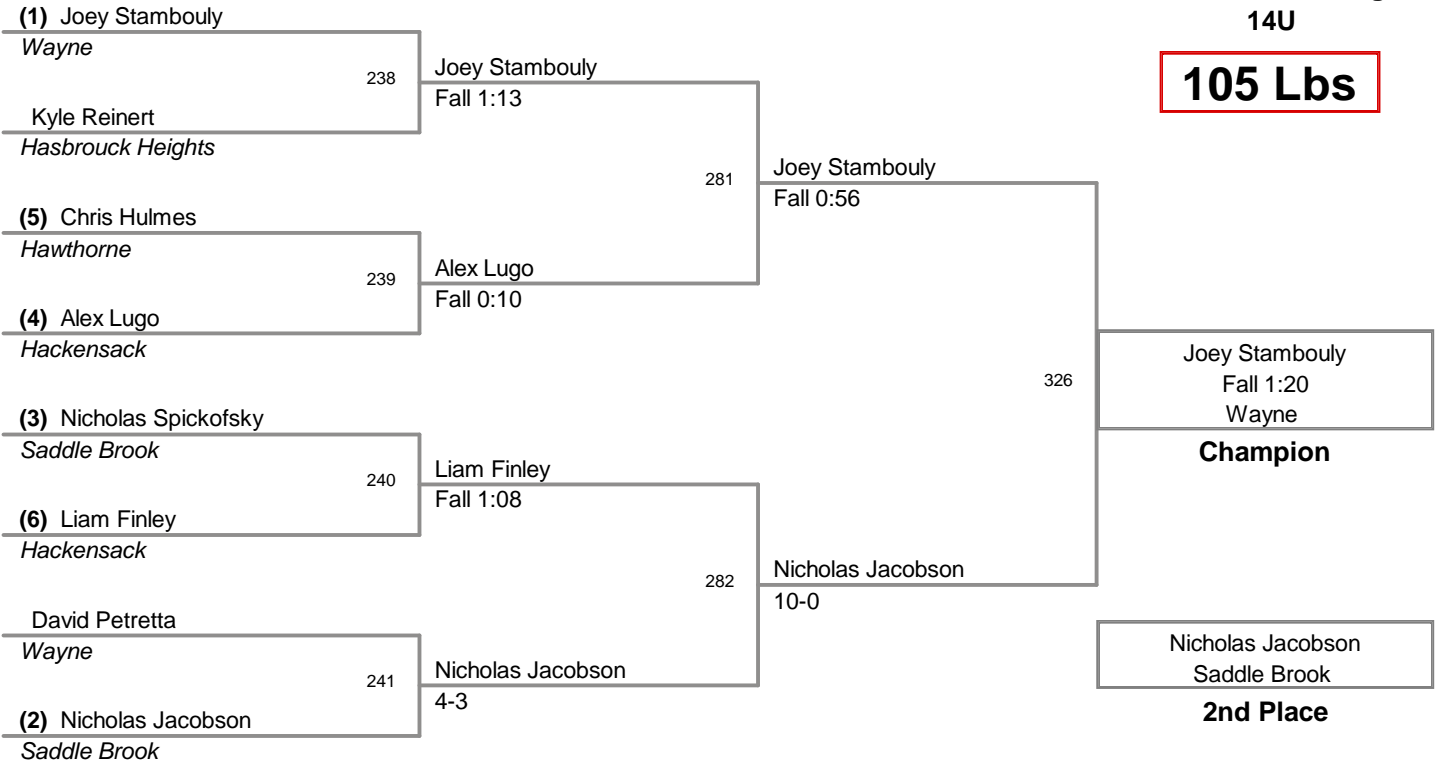 14U
105 Lbs
(1) Joey Stambouly
Wayne
238
Kyle Reinert
Hasbrouck Heights
Joey Stambouly
Fall 1:13
(5) Chris Hulmes
Hawthorne
239
(4) Alex Lugo
Hackensack
Alex Lugo
Fall 0:10
281
Joey Stambouly
Fall 0:56
(3) Nicholas Spickofsky
Saddle Brook
240
(6) Liam Finley
Hackensack
Liam Finley
Fall 1:08
David Petretta
Wayne
241
(2) Nicholas Jacobson
Saddle Brook
Nicholas Jacobson
4-3
282
Nicholas Jacobson
10-0
326
Joey Stambouly
Fall 1:20
Wayne
Champion
Nicholas Jacobson
Saddle Brook
2nd Place